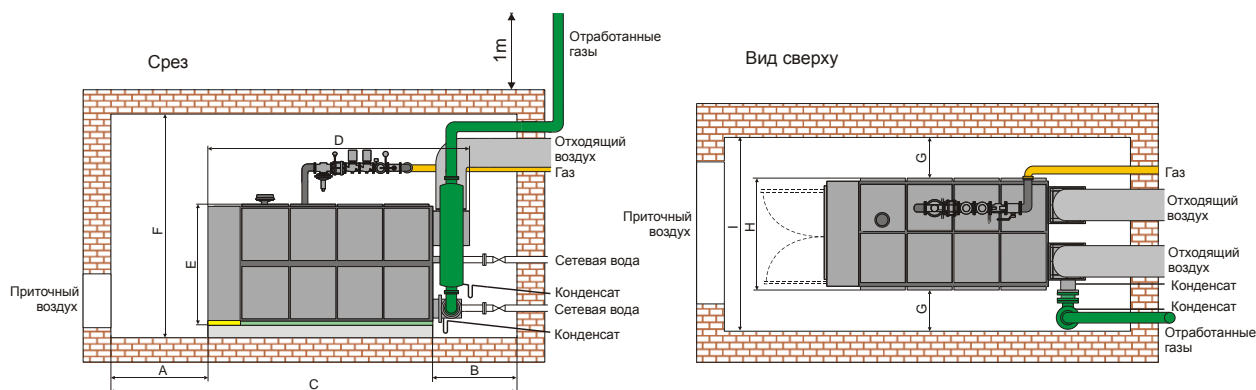 Срез
1m
Отработанные
газы
D
Отходящий
воздух
Газ
F
E
Сетевая вода
Приточный
воздух
Конденсат
Сетевая вода
Конденсат
A
C
B
Вид сверху
G
Газ
Отходящий
воздух
Приточный
воздух
I
H
Отходящий
воздух
Конденсат
G
Конденсат
Отработанные
газы